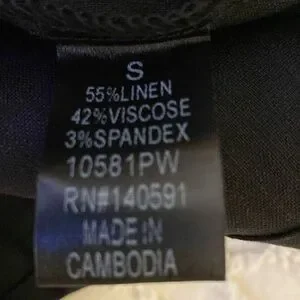 S
55%LINEN
42%VISCOSE
3%SPANDEX
10581PW
RN#140591
MADE IN
CAMBODIA